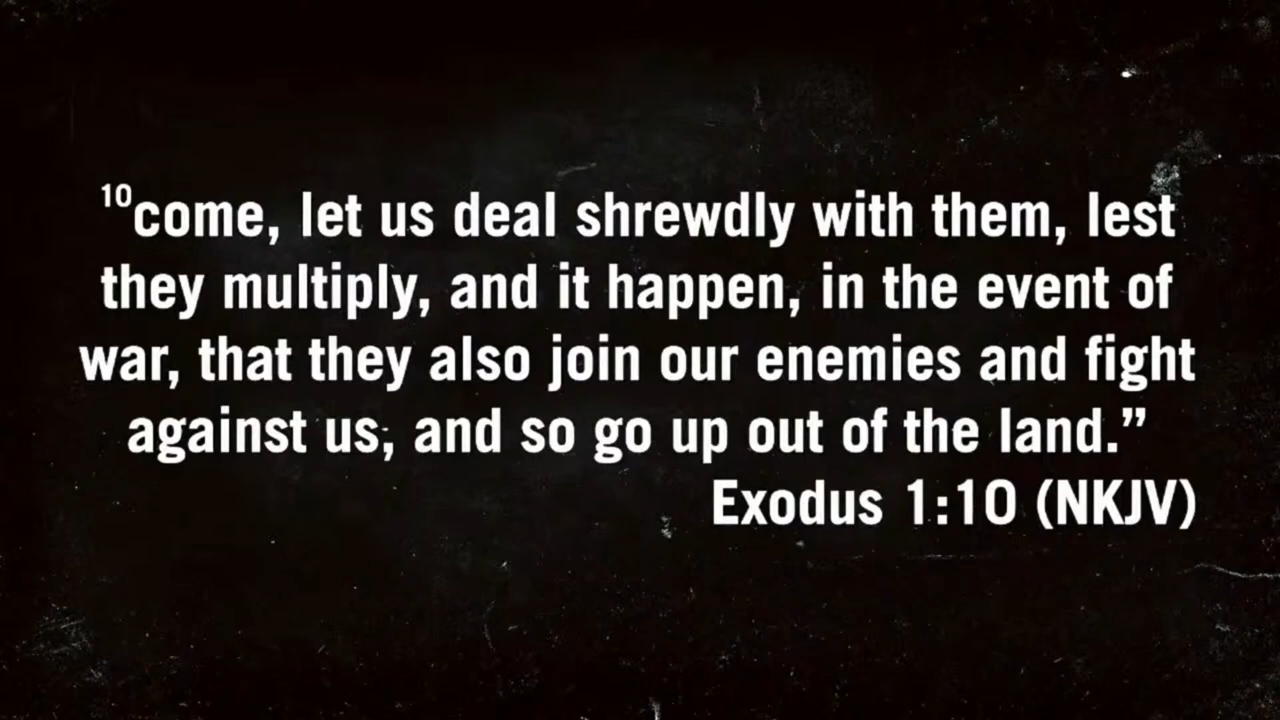 ¹⁰come, let us deal shrewdly with them, lest
they multiply, and it happen, in the event of
war, that they also join our enemies and fight
against us, and so go up out of the land.”
Exodus 1:10 (NKJV)